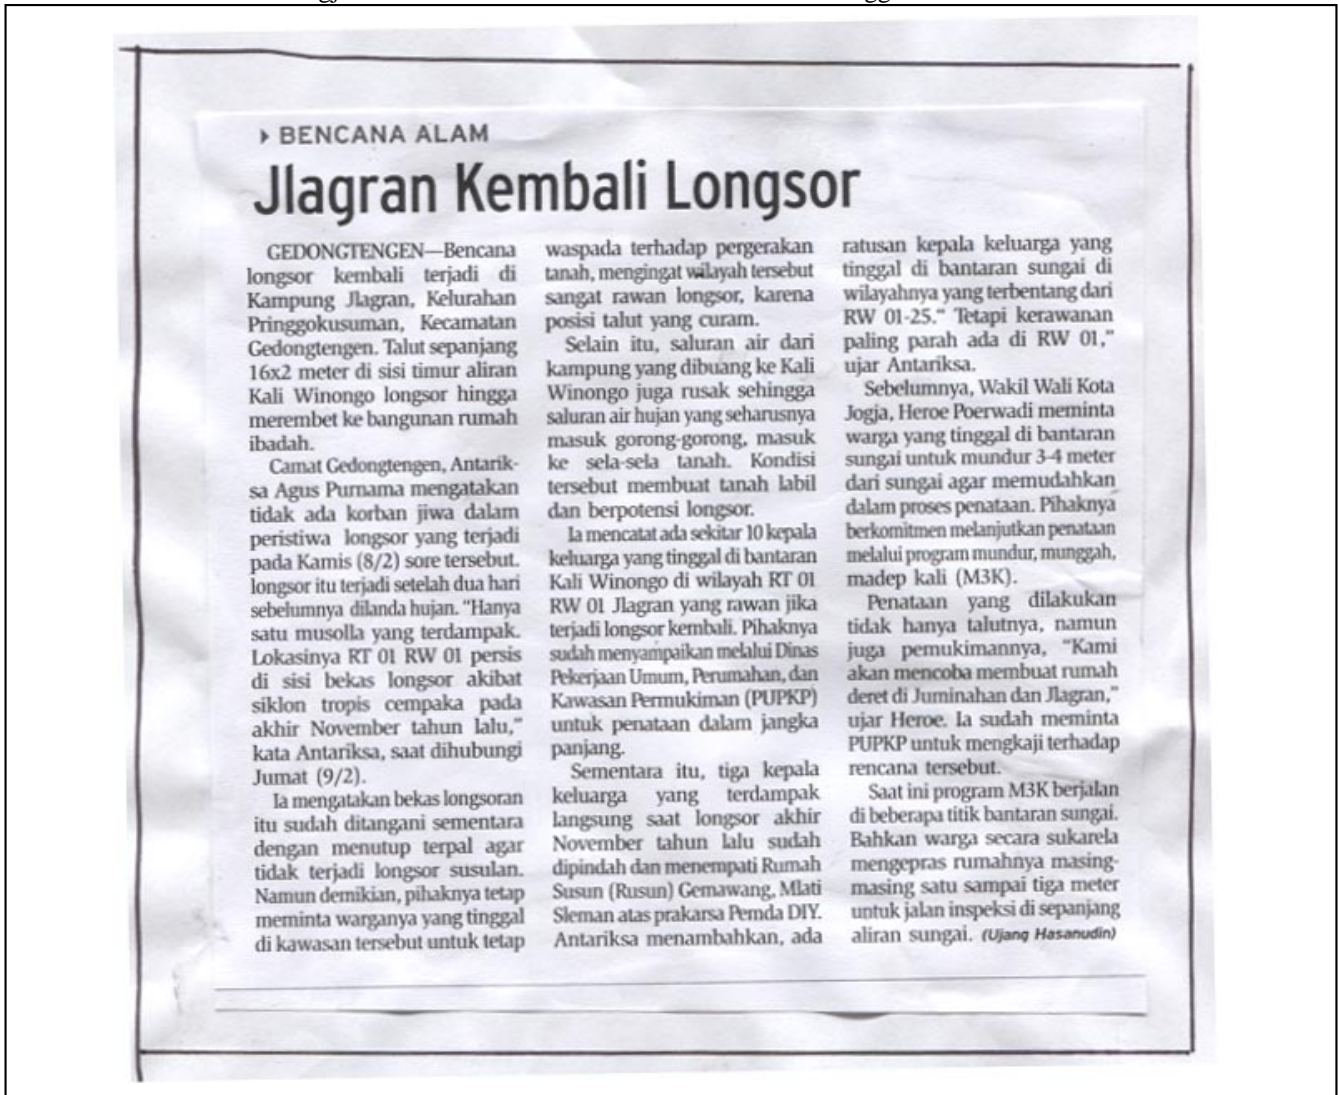 BENCANA ALAM
Jlagran Kembali Longsor
GEDONGTENGEN—Bencana
longsor kembali terjadi di
Kampung Jlagran, Kelurahan
Pringgokusuman, Kecamatan
Gedongtengen. Talut sepanjang
16x2 meter di sisi timur aliran
Kali Winongo longsor hingga
merembet ke bangunan rumah
ibadah.
Camat Gedongtengen, Antarik-
sa Agus Purnama mengatakan
tidak ada korban jiwa dalam
peristiwa longsor yang terjadi
pada Kamis (8/2) sore tersebut.
longsor itu terjadi setelah dua hari
sebelumnya dilanda hujan. "Hanya
satu musolla yang terdampak.
Lokasinya RT 01 RW 01 persis
di sisi bekas longsor akibat
siklon tropis cempaka pada
akhir November tahun lalu,"
kata Antariksa, saat dihubungi
Jumat (9/2).
Ia mengatakan bekas longsoran
itu sudah ditangani sementara
dengan menutup terpal agar
tidak terjadi longsor susulan.
Namun demikian, pihaknya tetap
meminta warganya yang tinggal
di kawasan tersebut untuk tetap
waspada terhadap pergerakan
tanah, mengingat wilayah tersebut
sangat rawan longsor, karena
posisi talut yang curam.
Selain itu, saluran air dari
kampung yang dibuang ke Kali
Winongo juga rusak sehingga
saluran air hujan yang seharusnya
masuk gorong-gorong, masuk
ke sela-sela tanah. Kondisi
tersebut membuat tanah labil
dan berpotensi longsor.
Ia mencatat ada sekitar 10 kepala
keluarga yang tinggal di bantaran
Kali Winongo di wilayah RT 01
RW 01 Jlagran yang rawan jika
terjadi longsor kembali. Pihaknya
sudah menyampaikan melalui Dinas
Pekerjaan Umum, Perumahan, dan
Kawasan Permukiman (PUPKP)
untuk penataan dalam jangka
panjang.
Sementara itu, tiga kepala
keluarga yang terdampak
langsung saat longsor akhir
November tahun lalu sudah
dipindah dan menempati Rumah
Susun (Rusun) Gemawang, Mlati
Sleman atas prakarsa Pemda DIY.
Antariksa menambahkan, ada
ratusan kepala keluarga yang
tinggal di bantaran sungai di
wilayahnya yang terbentang dari
RW 01-25." Tetapi kerawanan
paling parah ada di RW 01,"
ujar Antariksa.
Sebelumnya, Wakil Wali Kota
Jogja, Heroe Poerwadi meminta
warga yang tinggal di bantaran
sungai untuk mundur 3-4 meter
dari sungai agar memudahkan
dalam proses penataan. Pihaknya
berkomitmen melanjutkan penataan
melalui program mundur, munggah,
madep kali (M3K).
Penataan yang dilakukan
tidak hanya talutnya, namun
juga pemukimannya, "Kami
akan mencoba membuat rumah
deret di Juminahan dan Jlagran,"
ujar Heroe. Ia sudah meminta
PUPKP untuk mengkaji terhadap
rencana tersebut.
Saat ini program M3K berjalan
di beberapa titik bantaran sungai.
Bahkan warga secara sukarela
mengepras rumahnya masing-
masing satu sampai tiga meter
untuk jalan inspeksi di sepanjang
aliran sungai. (Ujang Hasanudin)